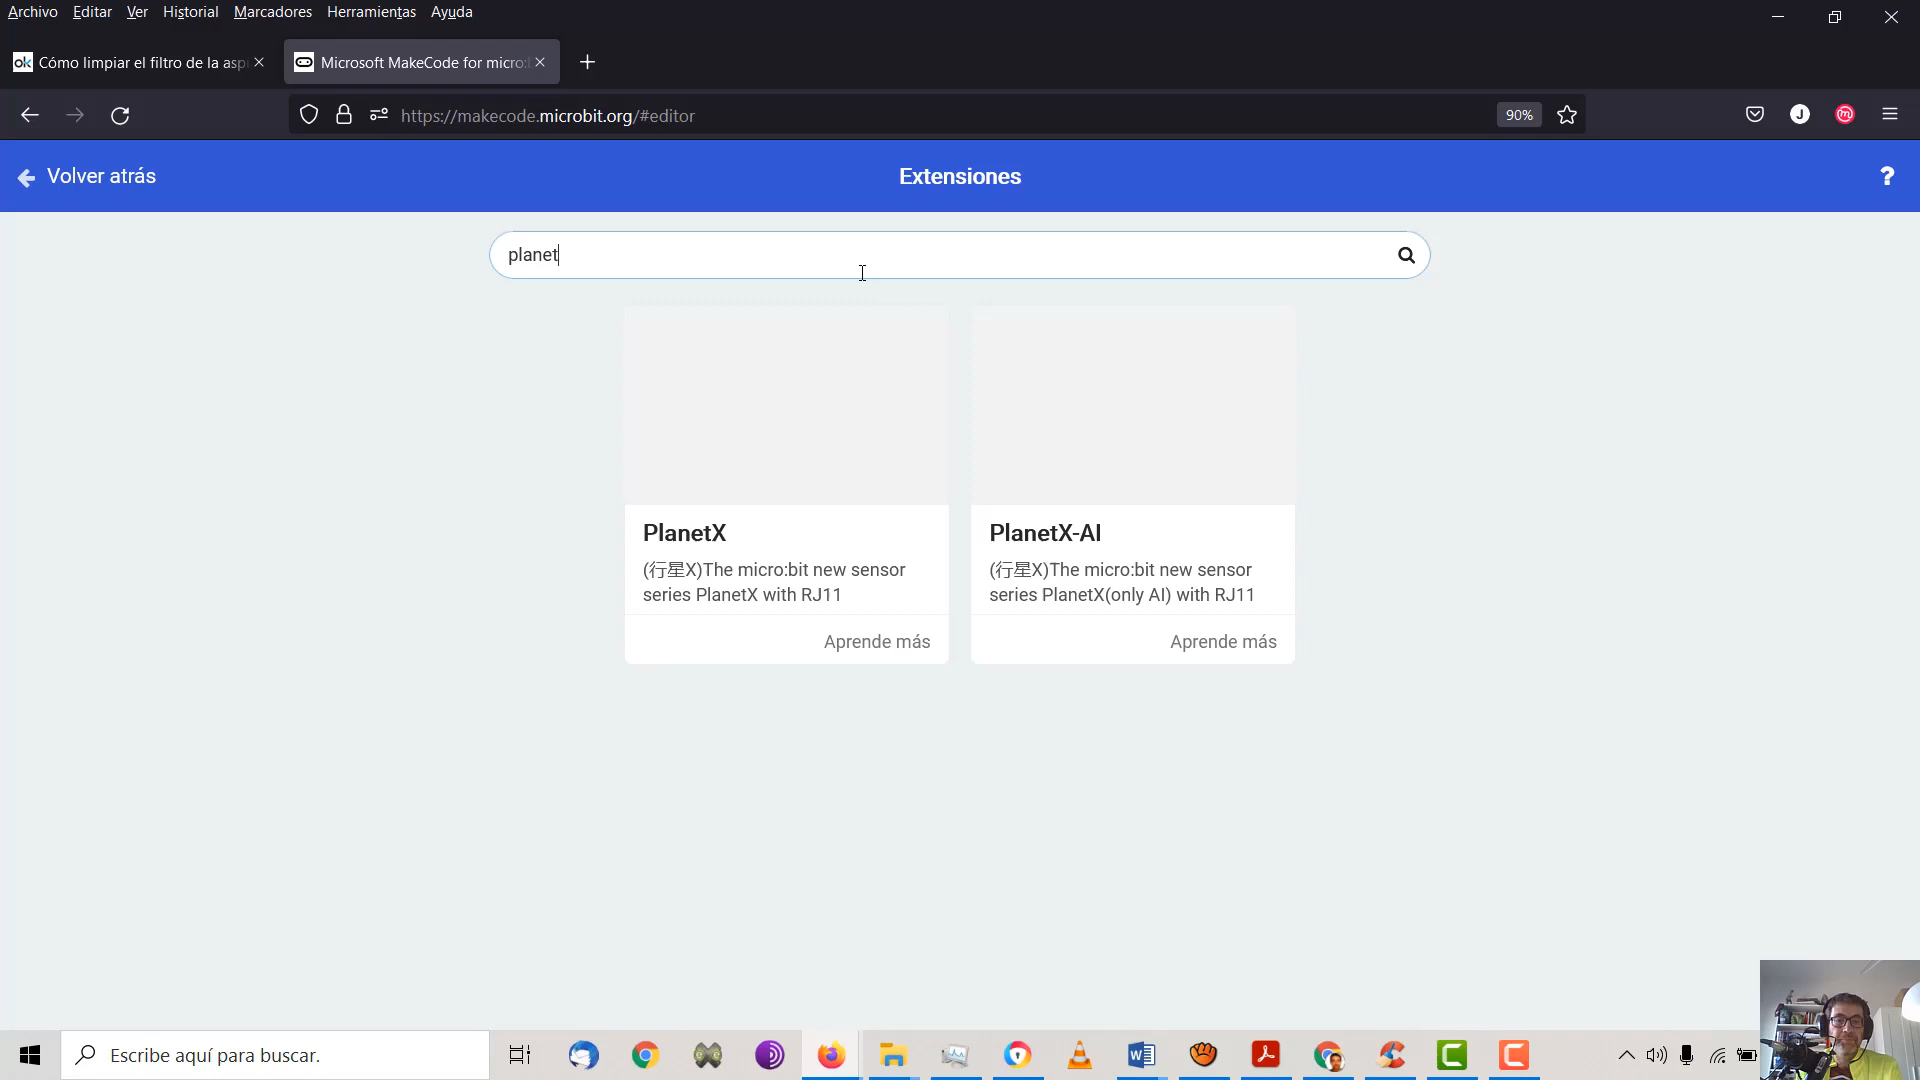 Archivo Editar Ver Historial Marcadores Herramientas Ayuda
ok Cómo limpiar el filtro de la asp
Microsoft MakeCode for micro:
https://makecode.microbit.org/#editor
90%
J
m
Volver atrás
Extensiones
?
planet
PlanetX
(行星X)The micro:bit new sensor
series PlanetX with RJ11
Aprende más
PlanetX-AI
(行星X)The micro:bit new sensor
series PlanetX(only AI) with RJ11
Aprende más
Escribe aquí para buscar.